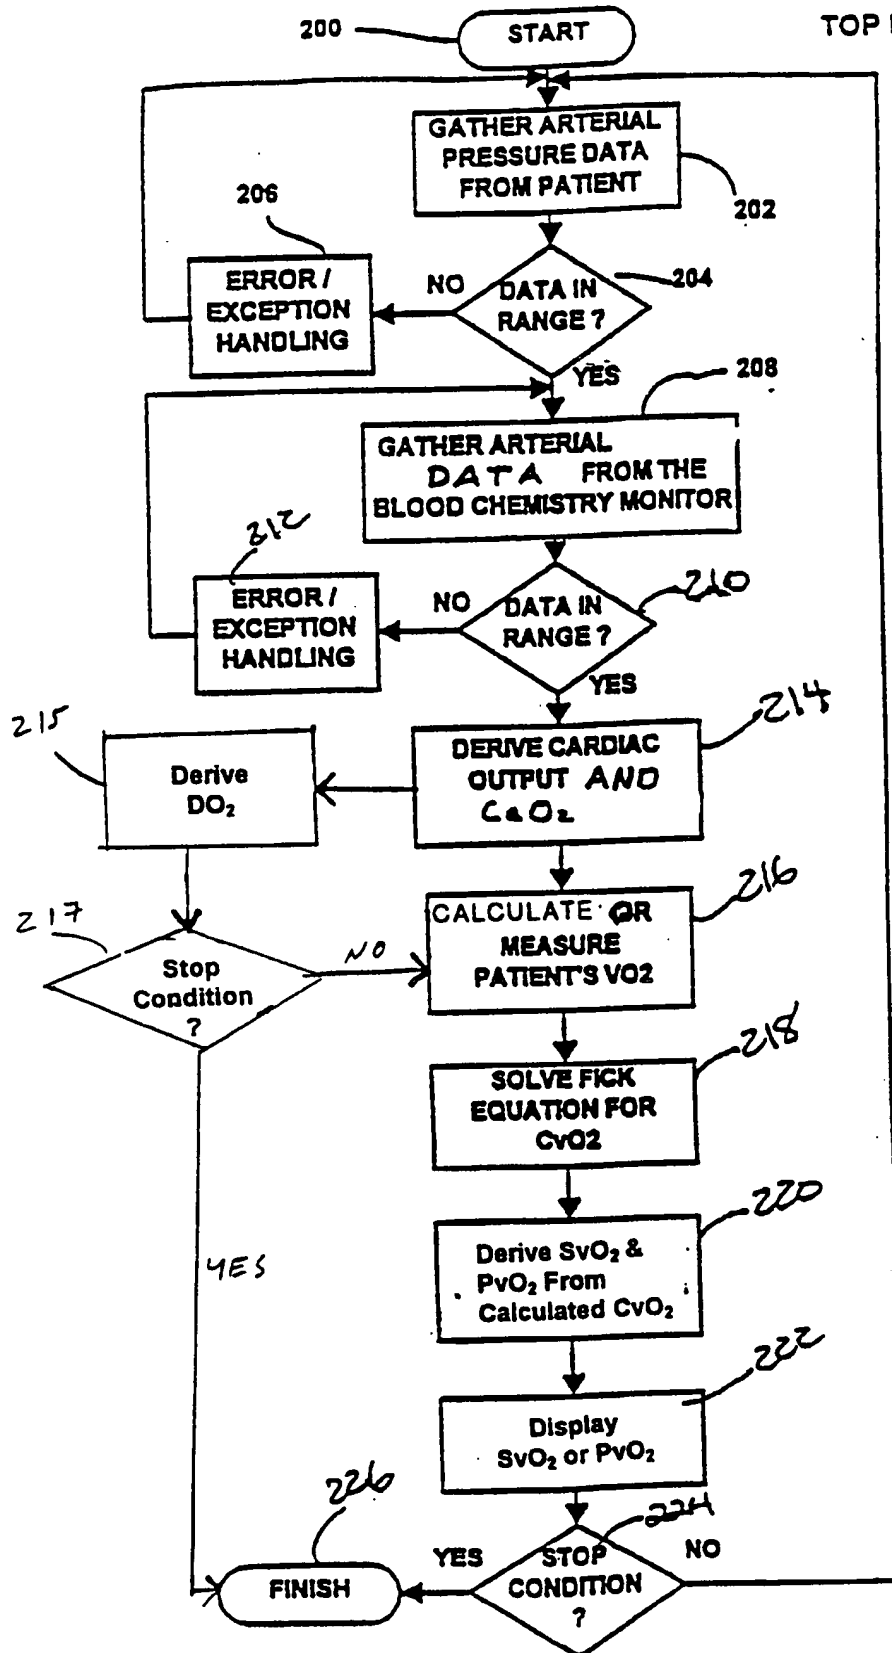 200
START
TOP
GATHER ARTERIAL
PRESSURE DATA
FROM PATIENT
202
206
ERROR /
EXCEPTION
HANDLING
NO
DATA IN
RANGE ?
204
YES
208
GATHER ARTERIAL
DATA FROM THE
BLOOD CHEMISTRY MONITOR
212
ERROR /
EXCEPTION
HANDLING
NO
DATA IN
RANGE ?
210
YES
215
Derive
DO₂
DERIVE CARDIAC
OUTPUT AND
CaO₂
214
217
Stop
Condition
?
NO
CALCULATE OR
MEASURE
PATIENT'S VO2
216
SOLVE FICK
EQUATION FOR
CvO2
218
YES
Derive SvO₂ &
PvO₂ From
Calculated CvO₂
220
Display
SvO₂ or PvO₂
222
226
FINISH
YES
STOP
CONDITION
?
224
NO